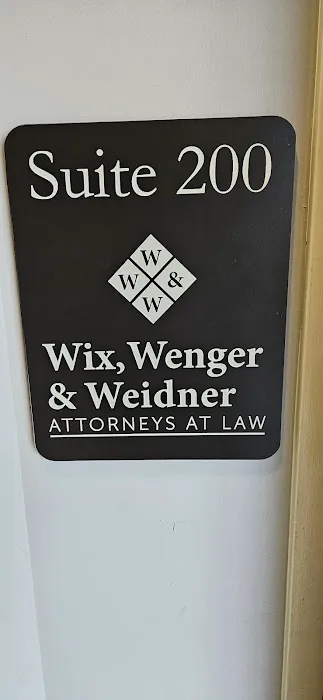 Suite 200
W
W &
W
Wix, Wenger
& Weidner
ATTORNEYS AT LAW